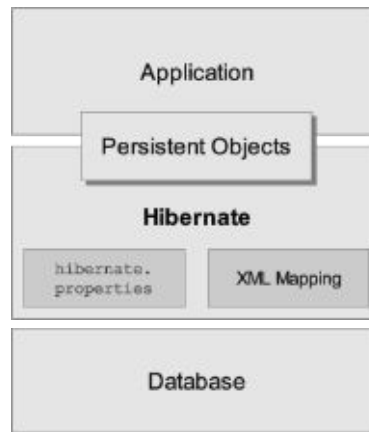 Application
Persistent Objects
Hibernate
hibernate.
properties
XML Mapping
Database